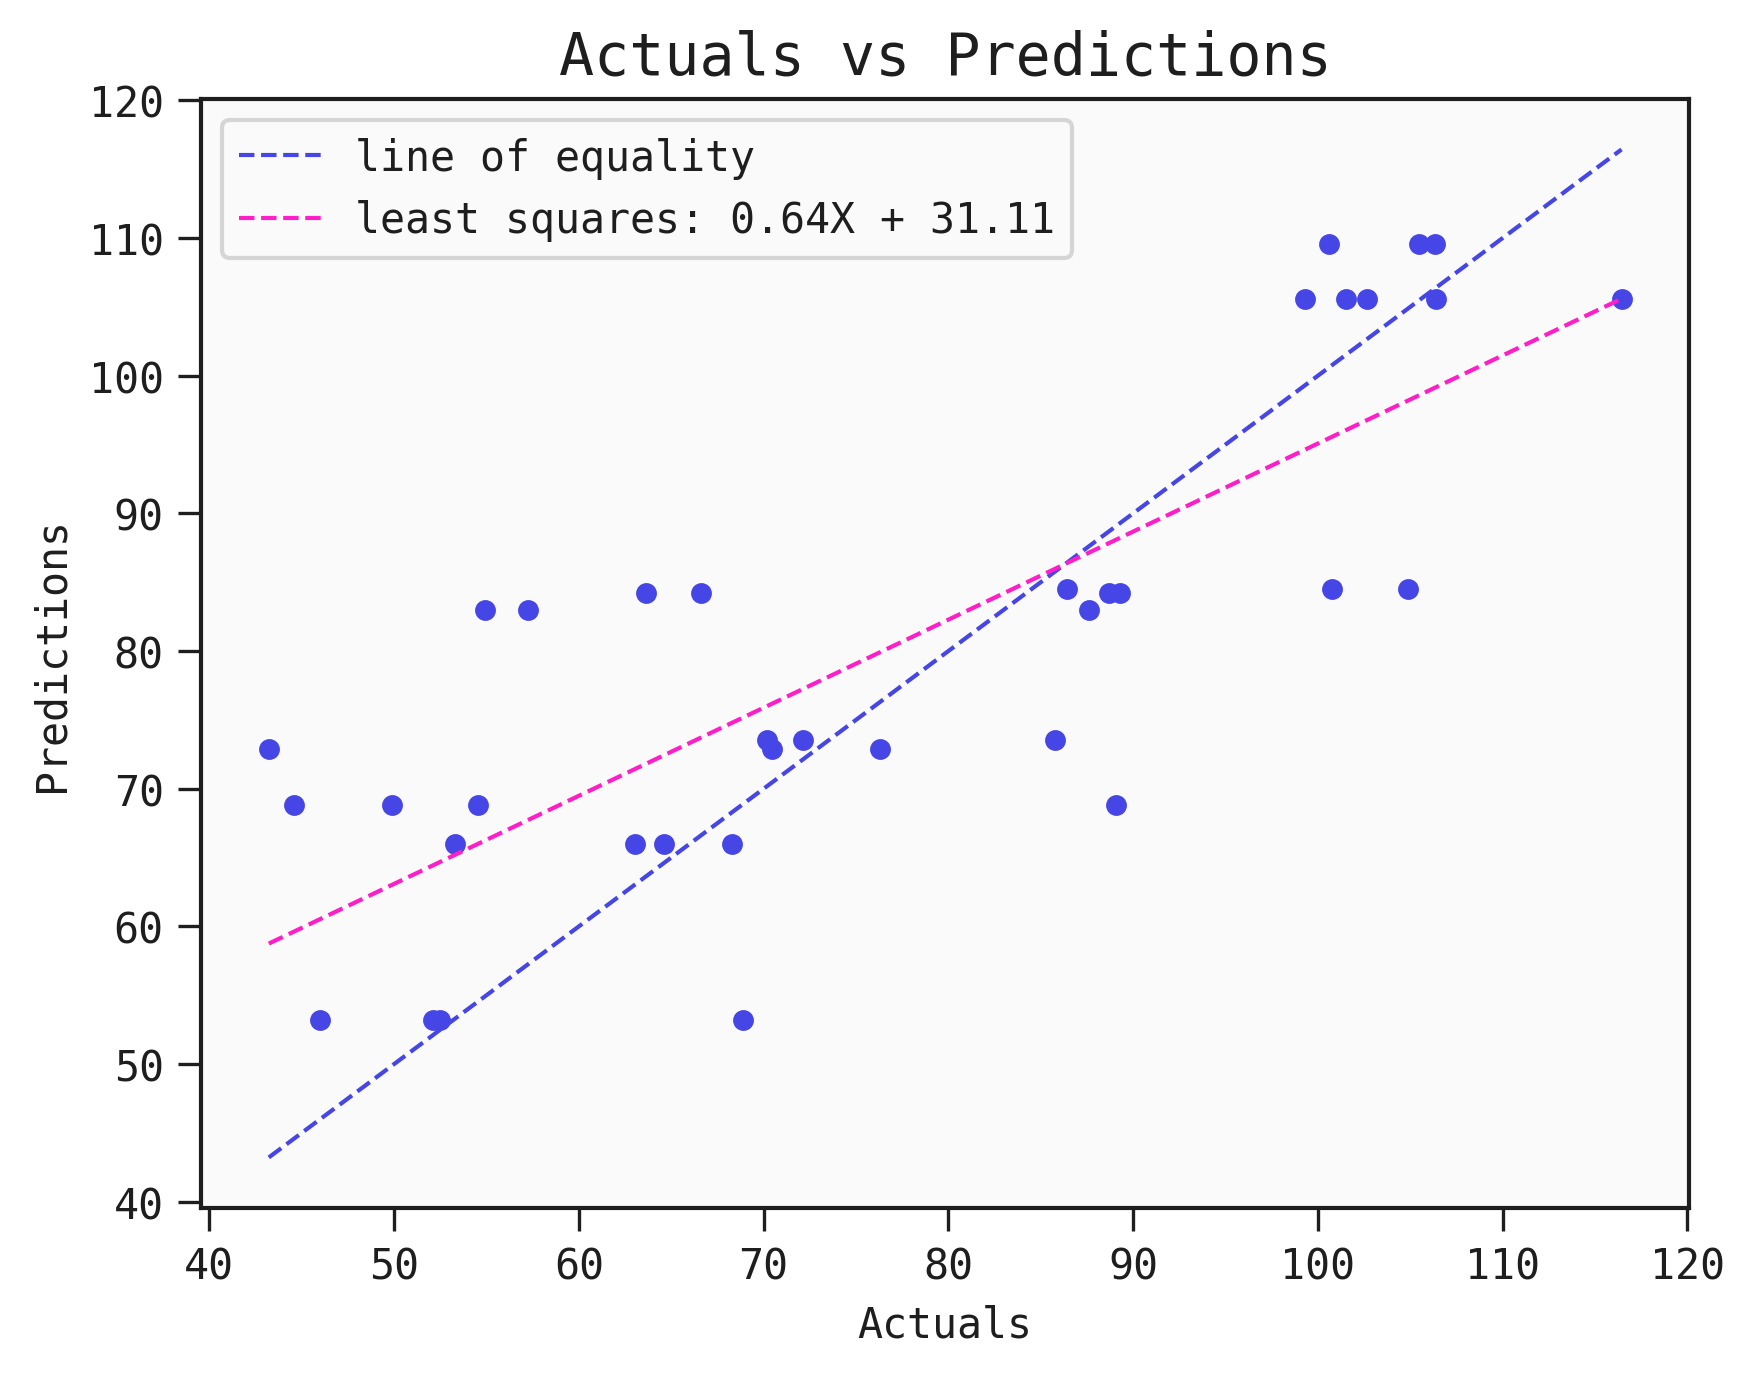 Actuals vs Predictions
line of equality
least squares: 0.64X + 31.11
120
110
100
90
80
70
60
50
40
Predictions
40 50 60 70 80 90 100 110 120
Actuals